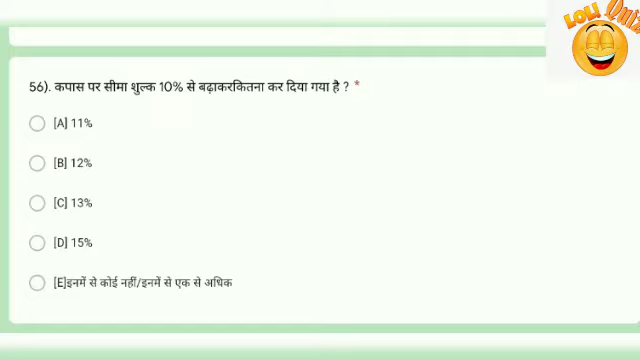 LOL! Quiz
56). कपास पर सीमा शुल्क 10% से बढ़ाकरकितना कर दिया गया है ? *
[A] 11%
[B] 12%
[C] 13%
[D] 15%
[E]इनमें से कोई नहीं/इनमें से एक से अधिक